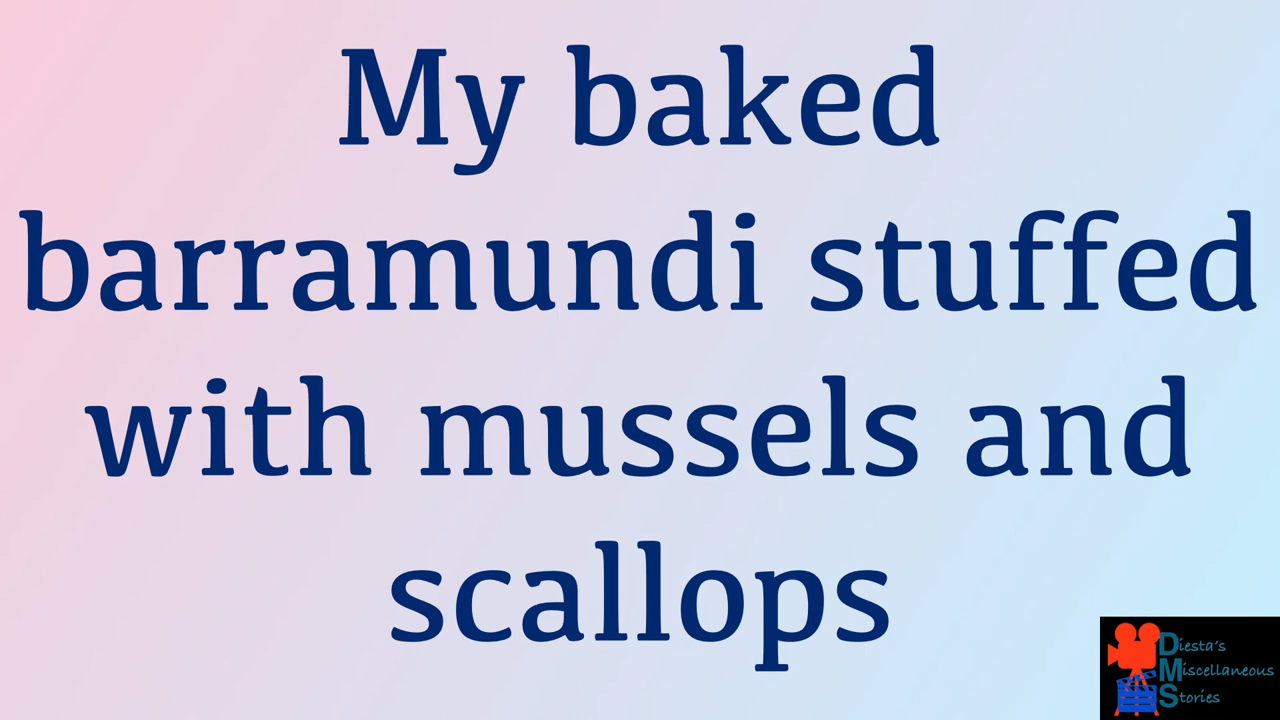 My baked
barramundi stuffed
with mussels and
scallops
Diesta's
Miscellaneous
Stories